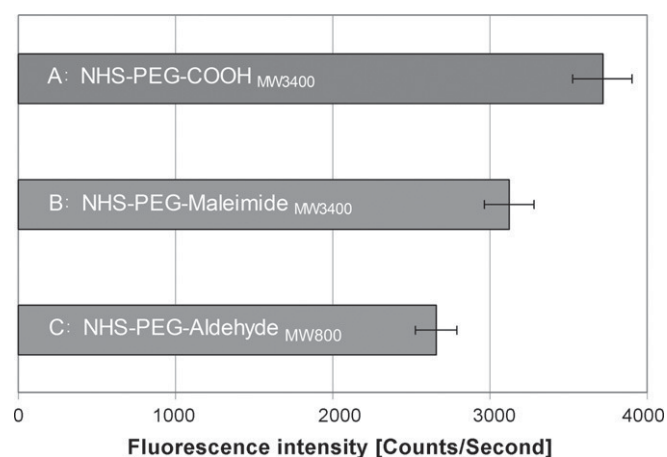 A: NHS-PEG-COOH MW3400
B: NHS-PEG-Maleimide MW3400
C: NHS-PEG-Aldehyde MW800
0 1000 2000 3000 4000
Fluorescence intensity [Counts/Second]